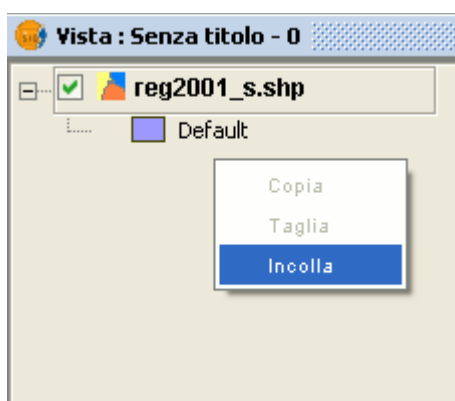 Vista : Senza titolo - 0
reg2001_s.shp
Default
Copia
Taglia
Incolla